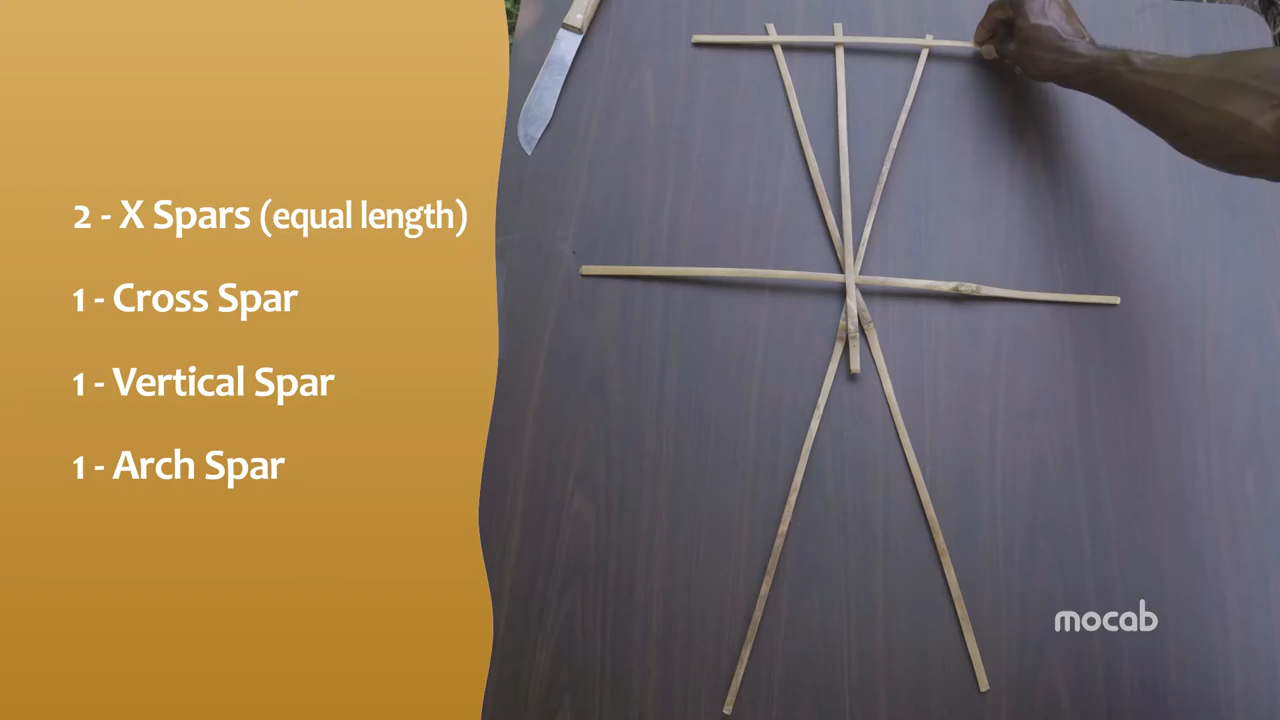 2 - X Spars (equal length)
1 - Cross Spar
1 - Vertical Spar
1 - Arch Spar
mocab